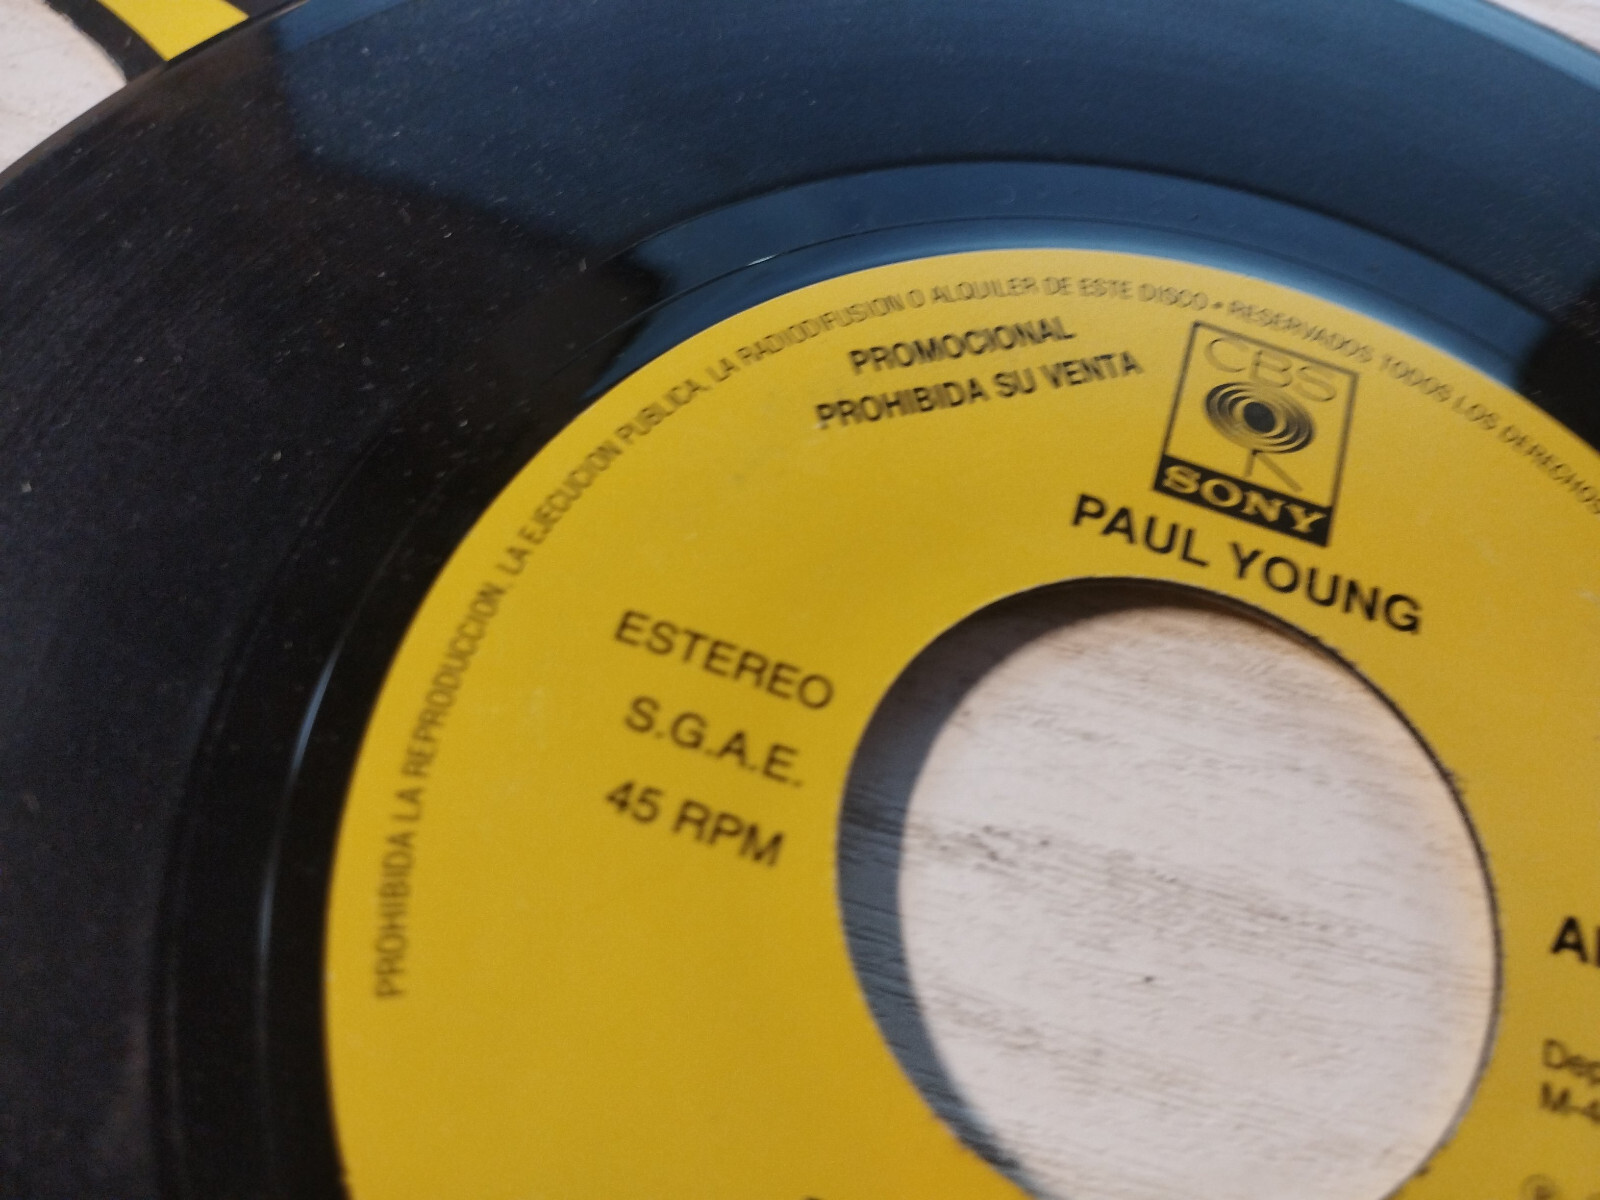 PROHIBIDA LA REPRODUCCION, LA EJECUCION PUBLICA, LA RADIODIFUSION O ALQUILER DE ESTE DISCO • RESERVADOS TODOS LOS DERECHOS
PROMOCIONAL
PROHIBIDA SU VENTA
CBS
SONY
PAUL YOUNG
ESTEREO
S.G.A.E.
45 RPM